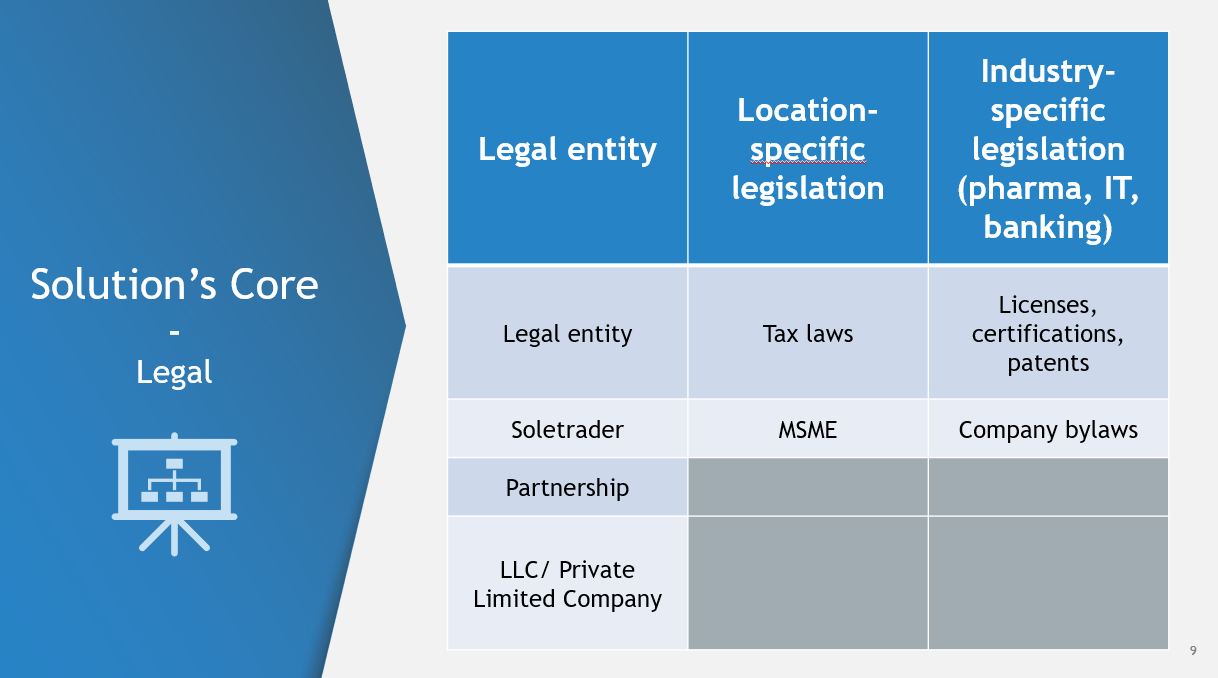 Solution’s Core
-
Legal
Legal entity
Location-
specific
legislation
Industry-
specific
legislation
(pharma, IT,
banking)
Legal entity
Tax laws
Licenses,
certifications,
patents
Soletrader
MSME
Company bylaws
Partnership
LLC/ Private
Limited Company
9